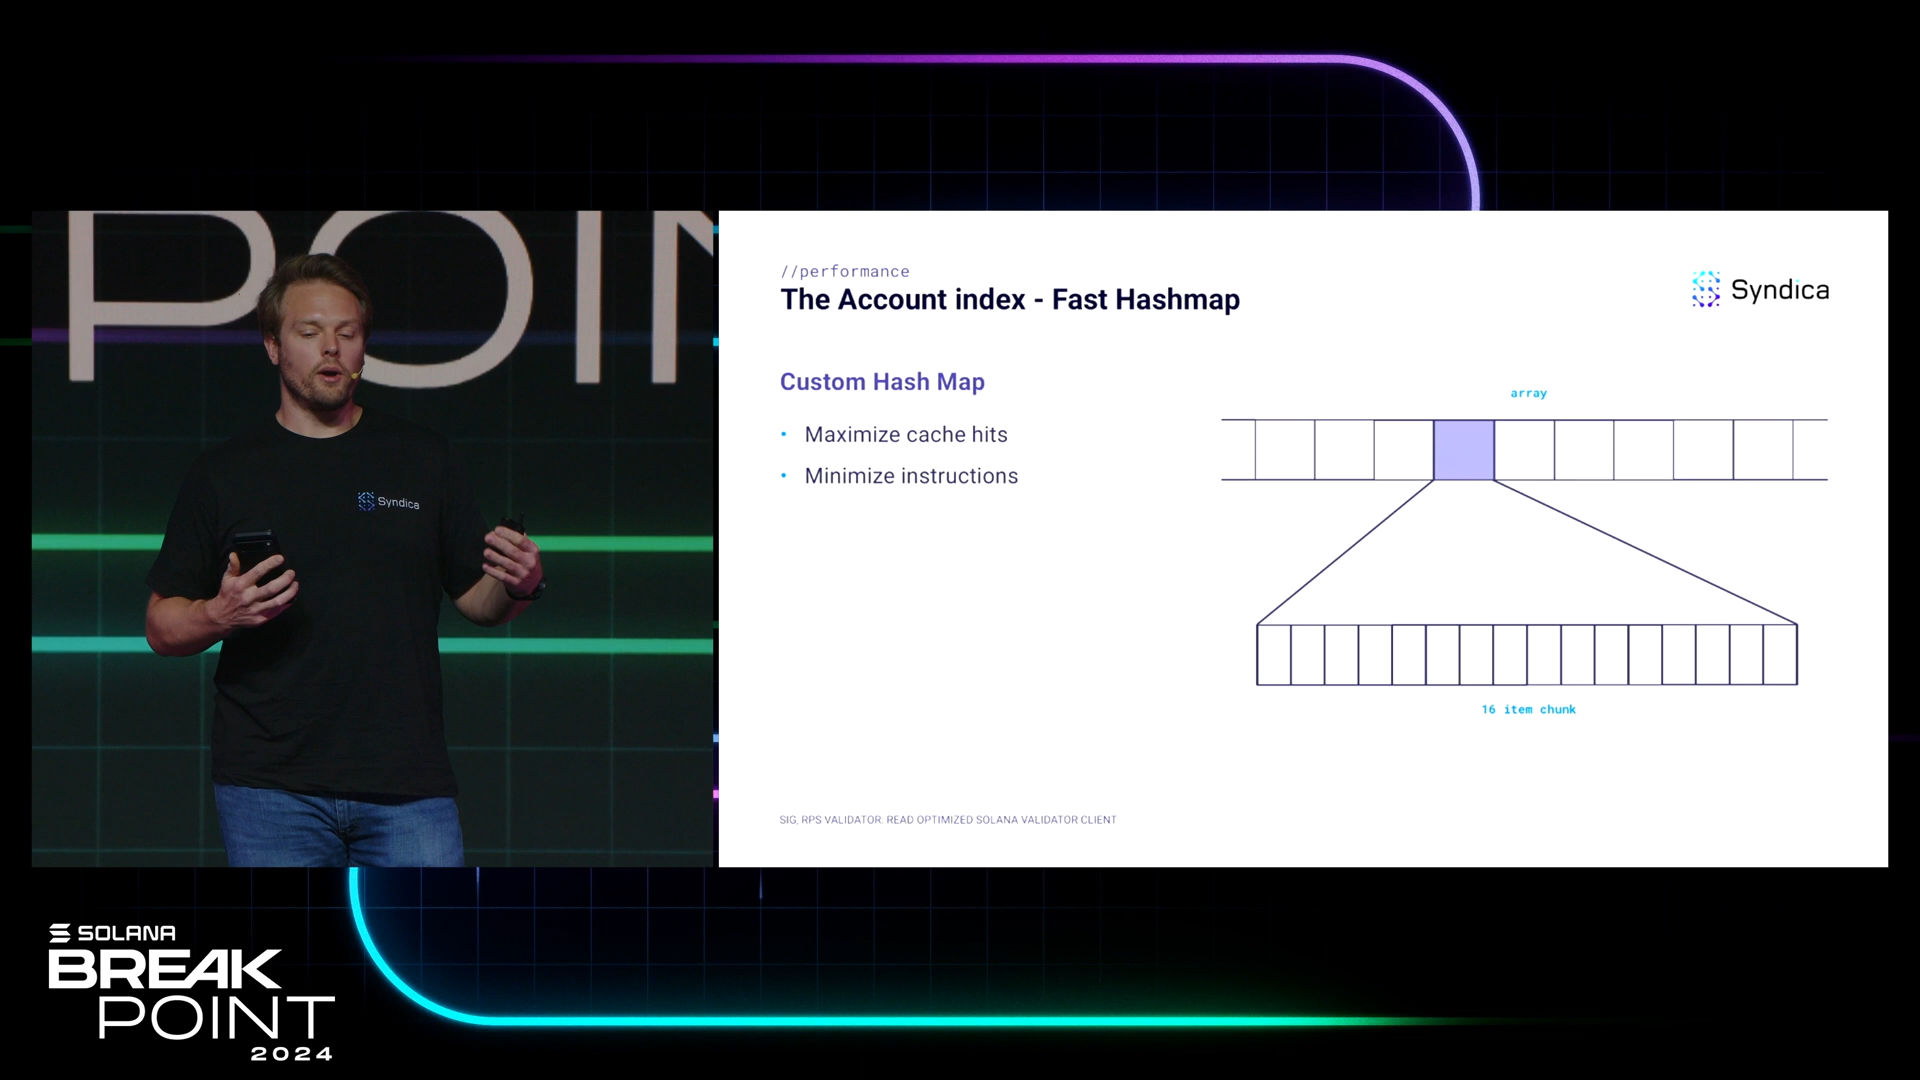 POIN
Syndica
//performance
The Account index - Fast Hashmap
Syndica
Custom Hash Map
• Maximize cache hits
• Minimize instructions
array
16 item chunk
SIG, RPS VALIDATOR: READ OPTIMIZED SOLANA VALIDATOR CLIENT
SOLANA
BREAK
POINT
2024